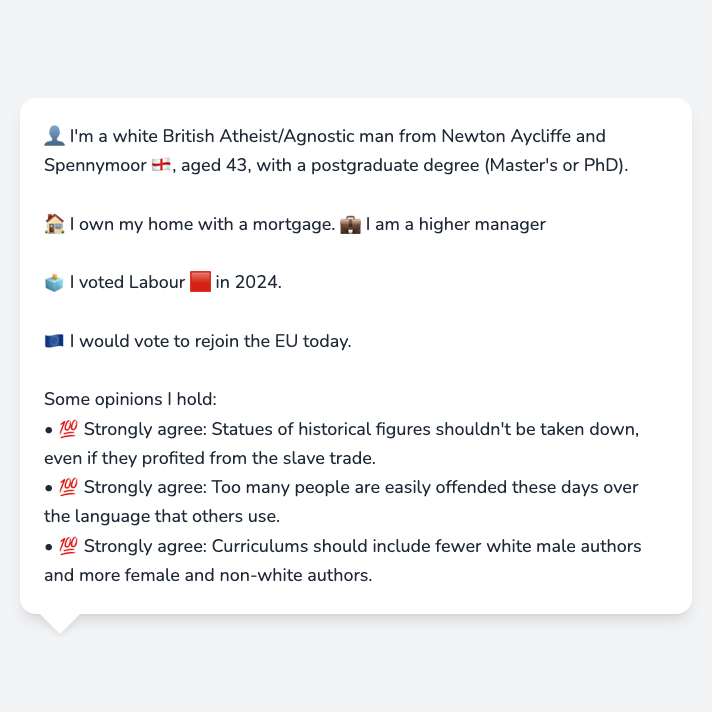 👤 I'm a white British Atheist/Agnostic man from Newton Aycliffe and
Spennymoor 🏴󠁧󠁢󠁥󠁮󠁧󠁿, aged 43, with a postgraduate degree (Master's or PhD).
🏠 I own my home with a mortgage. 💼 I am a higher manager
🗳️ I voted Labour 🟥 in 2024.
🇪🇺 I would vote to rejoin the EU today.
Some opinions I hold:
• 💯 Strongly agree: Statues of historical figures shouldn't be taken down,
even if they profited from the slave trade.
• 💯 Strongly agree: Too many people are easily offended these days over
the language that others use.
• 💯 Strongly agree: Curriculums should include fewer white male authors
and more female and non-white authors.